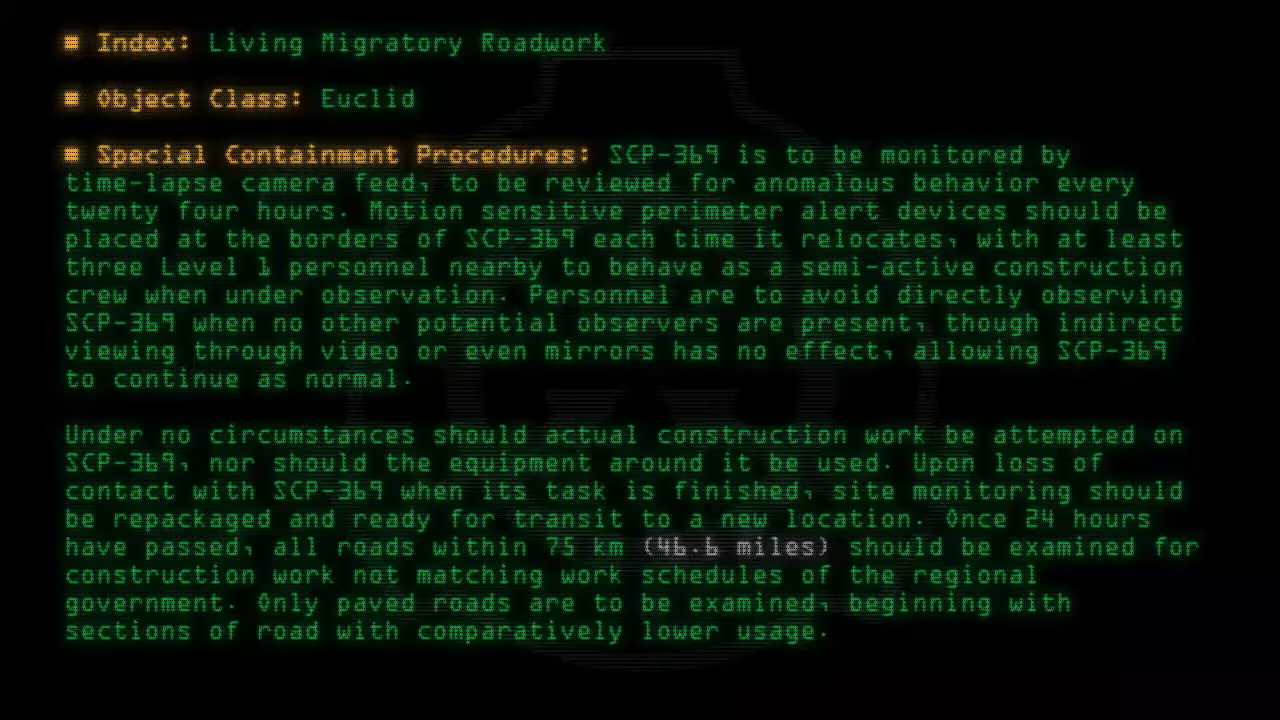 ■ Index: Living Migratory Roadwork
■ Object Class: Euclid
■ Special Containment Procedures: SCP-369 is to be monitored by
time-lapse camera feed, to be reviewed for anomalous behavior every
twenty four hours. Motion sensitive perimeter alert devices should be
placed at the borders of SCP-369 each time it relocates, with at least
three Level 1 personnel nearby to behave as a semi-active construction
crew when under observation. Personnel are to avoid directly observing
SCP-369 when no other potential observers are present, though indirect
viewing through video or even mirrors has no effect, allowing SCP-369
to continue as normal.
Under no circumstances should actual construction work be attempted on
SCP-369, nor should the equipment around it be used. Upon loss of
contact with SCP-369 when its task is finished, site monitoring should
be repackaged and ready for transit to a new location. Once 24 hours
have passed, all roads within 75 km (46.6 miles) should be examined for
construction work not matching work schedules of the regional
government. Only paved roads are to be examined, beginning with
sections of road with comparatively lower usage.